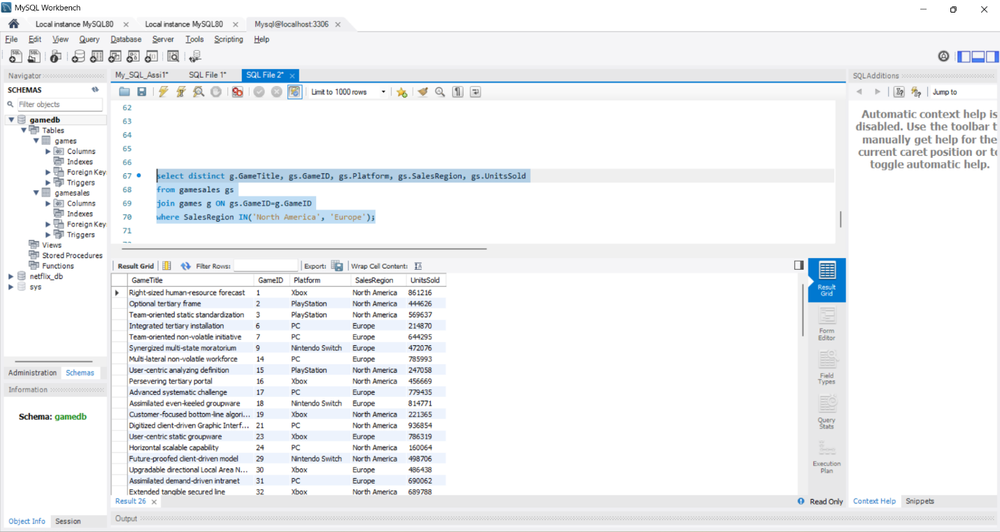 MySQL Workbench
Local instance MySQL80 × Local instance MySQL80 × Mysql@localhost:3306 ×
File Edit View Query Database Server Tools Scripting Help
Navigator
SCHEMAS
Filter objects
gamedb
Tables
games
Columns
Indexes
Foreign Key
Triggers
gamesales
Columns
Indexes
Foreign Key
Triggers
Views
Stored Procedures
Functions
netflix_db
sys
Administration Schemas
Information
Schema: gamedb
Object Info Session
My_SQL_Assi1* SQL File 1* SQL File 2* ×
Limit to 1000 rows
62
63
64
65
66
67 select distinct g.GameTitle, gs.GameID, gs.Platform, gs.SalesRegion, gs.UnitsSold
68 from gamesales gs
69 join games g ON gs.GameID=g.GameID
70 where SalesRegion IN('North America', 'Europe');
71
Result Grid Filter Rows: Export: Wrap Cell Content:
GameTitle GameID Platform SalesRegion UnitsSold
Right-sized human-resource forecast 1 Xbox North America 861216
Optional tertiary frame 2 PlayStation North America 444626
Team-oriented static standardization 3 PlayStation North America 569637
Integrated tertiary installation 6 PC Europe 214870
Team-oriented non-volatile initiative 7 PC Europe 644295
Synergized multi-state moratorium 9 Nintendo Switch Europe 472076
Multi-lateral non-volatile workforce 14 PC Europe 785993
User-centric analyzing definition 15 PlayStation North America 247058
Persevering tertiary portal 16 Xbox North America 456669
Advanced systematic challenge 17 PC Europe 779435
Assimilated even-keeled groupware 18 Nintendo Switch Europe 814771
Customer-focused bottom-line algori... 19 Xbox North America 221365
Digitized client-driven Graphic Interf... 21 PC North America 936854
User-centric static groupware 23 Xbox Europe 786319
Horizontal scalable capability 24 PC North America 160064
Future-proofed client-driven model 29 Nintendo Switch North America 498706
Upgradable directional Local Area N... 30 Xbox Europe 486438
Assimilated demand-driven intranet 31 PC Europe 690062
Extended tangible secured line 32 Xbox North America 689788
Result 26 ×
Read Only
Output
Result
Grid
Form
Editor
Field
Types
Query
Stats
Execution
Plan
SQLAdditions
Jump to
Automatic context help is
disabled. Use the toolbar t
manually get help for the
current caret position or to
toggle automatic help.
Context Help Snippets